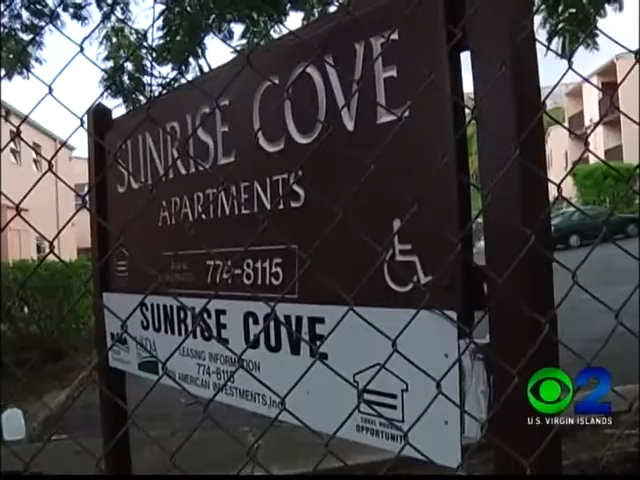 SUNRISE COVE
APARTMENTS
774-8115
SUNRISE COVE
USDA
LEASING INFORMATION
774-8115
AMERICAN INVESTMENTS, Inc
EQUAL HOUSING
OPPORTUNITY
2
U.S. VIRGIN ISLANDS